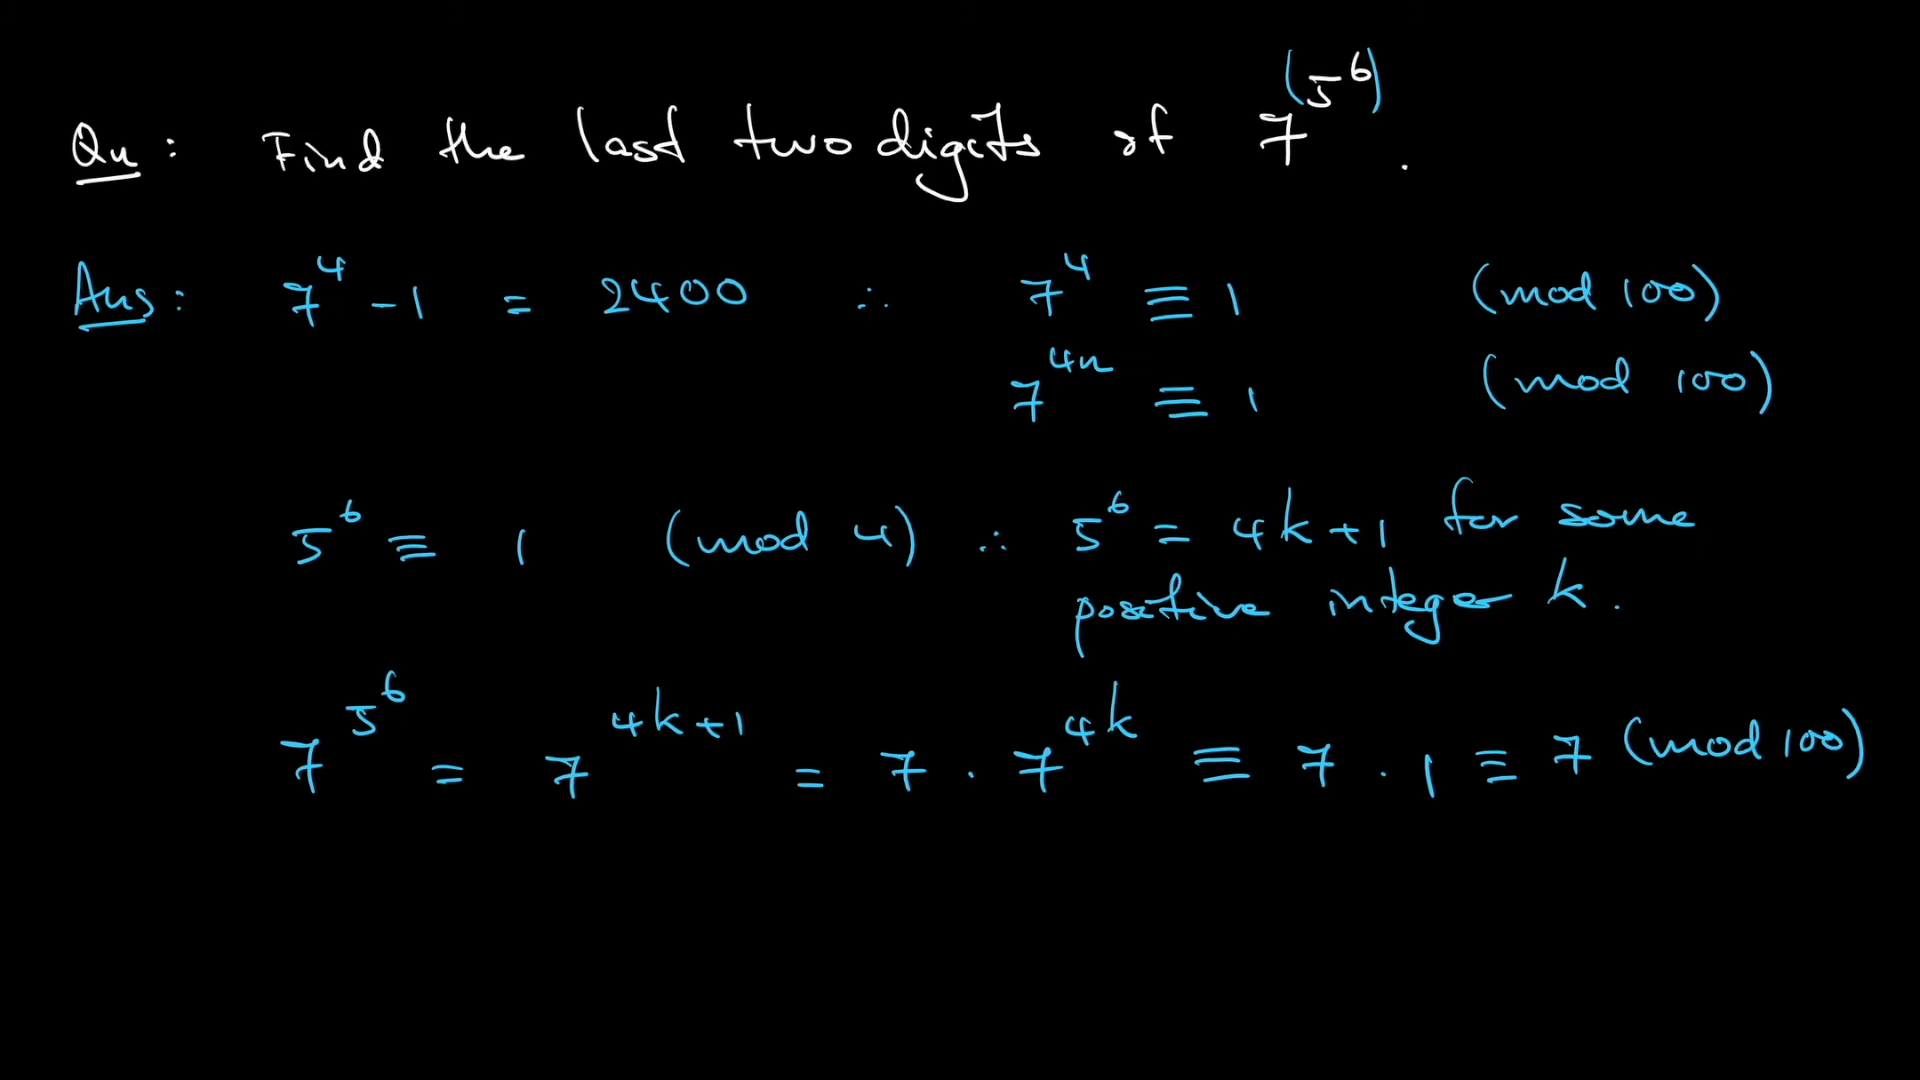 Qu : Find the last two digits of 7^(5^6) .
Ans : 7^4 - 1 = 2400 ∴ 7^4 ≡ 1 (mod 100)
7^4n ≡ 1 (mod 100)
5^6 ≡ 1 (mod 4) ∴ 5^6 = 4k+1 for some
positive integer k .
7^5^6 = 7^4k+1 = 7 . 7^4k ≡ 7 . 1 ≡ 7 (mod 100)